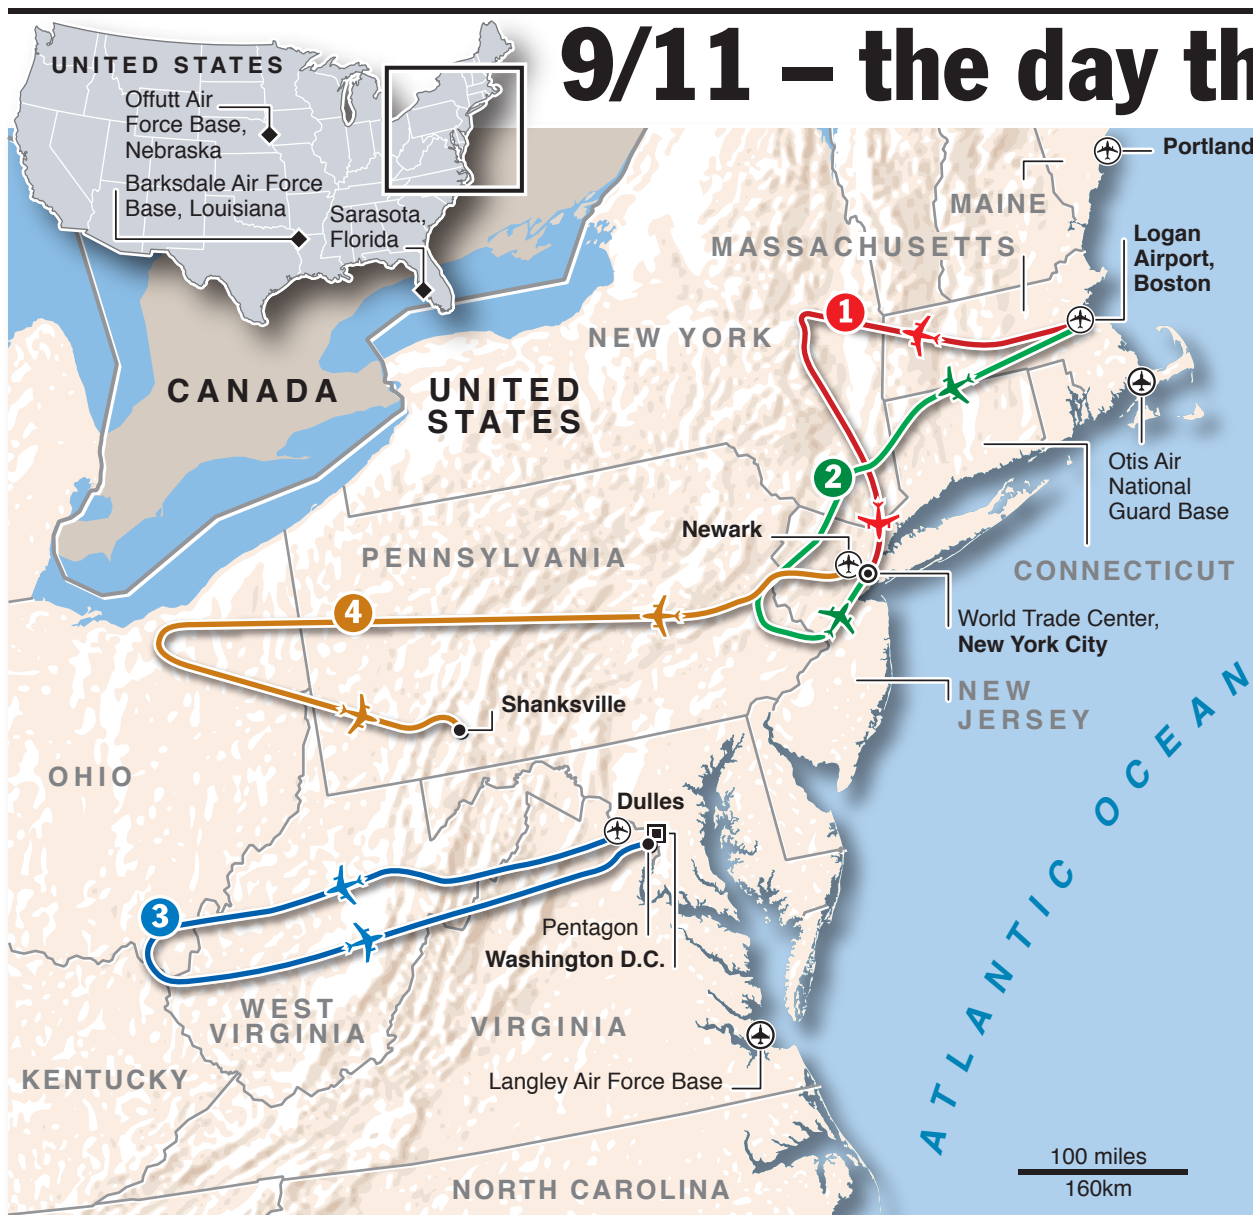 9/11 – the day th
UNITED STATES
Offutt Air
Force Base,
Nebraska
Barksdale Air Force
Base, Louisiana
Sarasota,
Florida
Portland
MAINE
MASSACHUSETTS
Logan
Airport,
Boston
1
NEW YORK
CANADA
UNITED
STATES
2
Otis Air
National
Guard Base
Newark
PENNSYLVANIA
CONNECTICUT
4
World Trade Center,
New York City
Shanksville
NEW
JERSEY
OHIO
Dulles
3
Pentagon
Washington D.C.
WEST
VIRGINIA
VIRGINIA
KENTUCKY
Langley Air Force Base
ATLANTIC OCEAN
100 miles
160km
NORTH CAROLINA